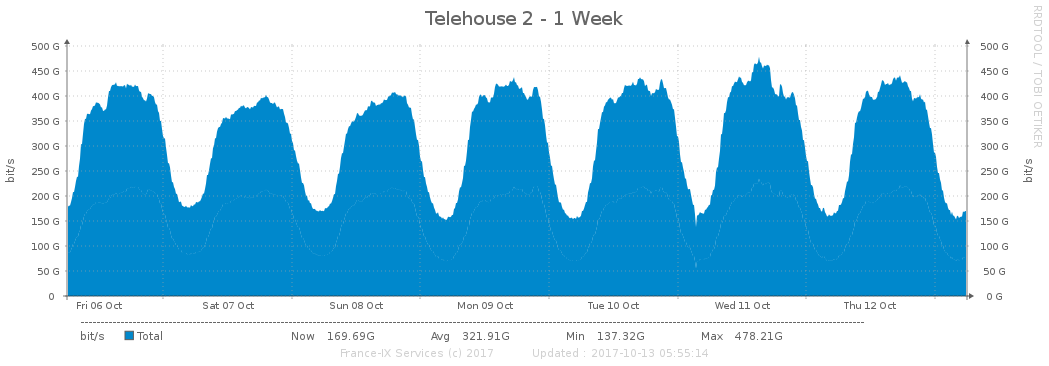 Telehouse 2 - 1 Week
RRDTOOL / TOBI OETIKER
500 G 500 G
450 G 450 G
400 G 400 G
350 G 350 G
300 G 300 G
250 G 250 G
200 G 200 G
150 G 150 G
100 G 100 G
50 G 50 G
0 0 G
bit/s bit/s
Fri 06 Oct Sat 07 Oct Sun 08 Oct Mon 09 Oct Tue 10 Oct Wed 11 Oct Thu 12 Oct
bit/s Total Now 169.69G Avg 321.91G Min 137.32G Max 478.21G
France-IX Services (c) 2017 Updated : 2017-10-13 05:55:14